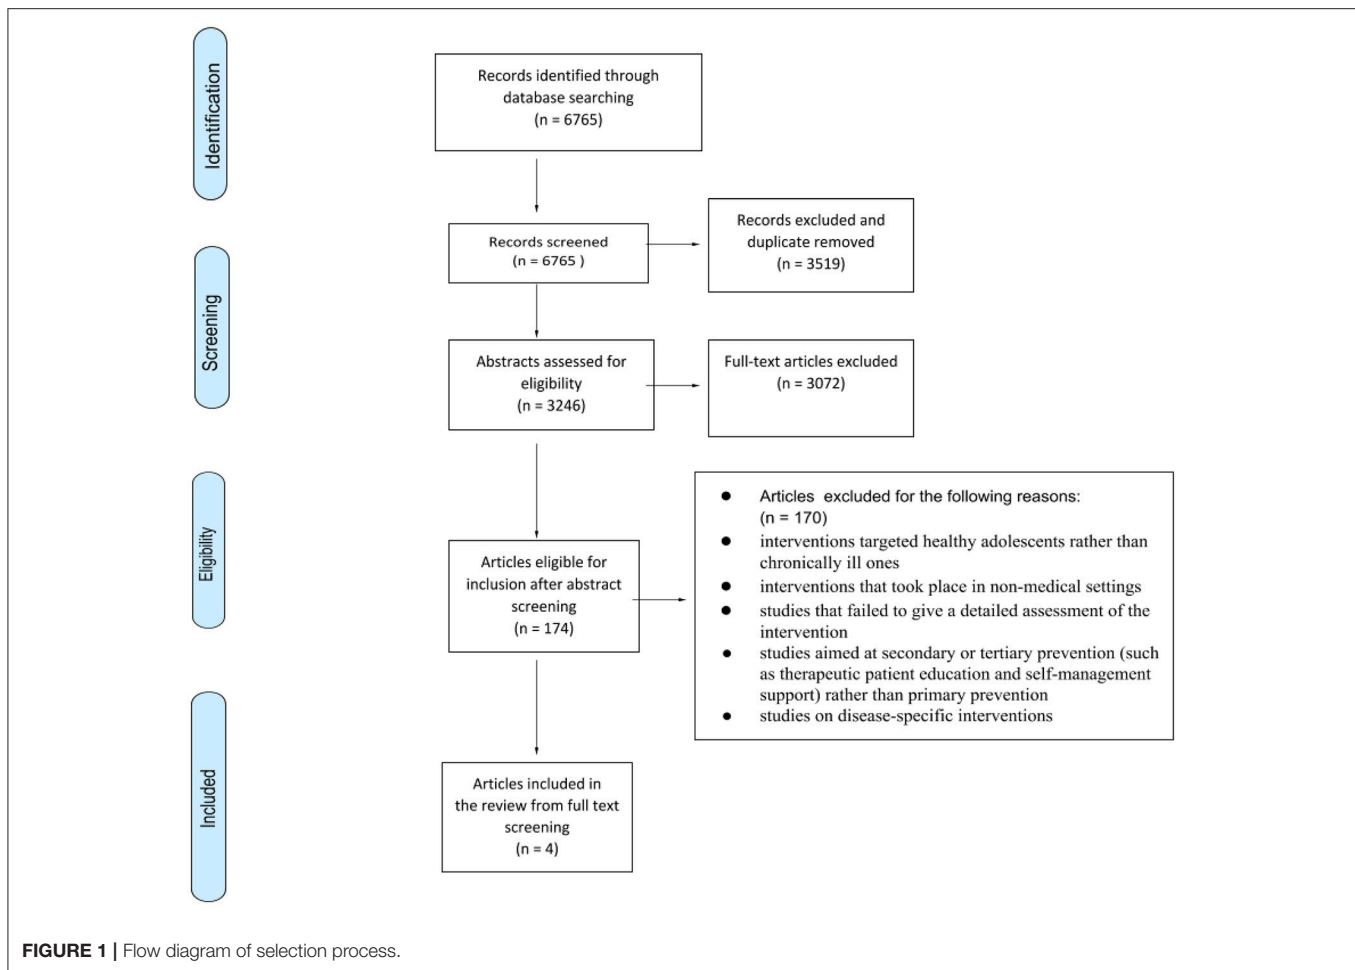 Identification
Records identified through
database searching
(n = 6765)
Screening
Records screened
(n = 6765 )
Records excluded and
duplicate removed
(n = 3519)
Abstracts assessed for
eligibility
(n = 3246)
Full-text articles excluded
(n = 3072)
Eligibility
Articles eligible for
inclusion after abstract
screening
(n = 174)
● Articles excluded for the following reasons:
(n = 170)
● interventions targeted healthy adolescents rather than
chronically ill ones
● interventions that took place in non-medical settings
● studies that failed to give a detailed assessment of the
intervention
● studies aimed at secondary or tertiary prevention (such
as therapeutic patient education and self-management
support) rather than primary prevention
● studies on disease-specific interventions
Included
Articles included in
the review from full text
screening
(n = 4)
FIGURE 1 | Flow diagram of selection process.